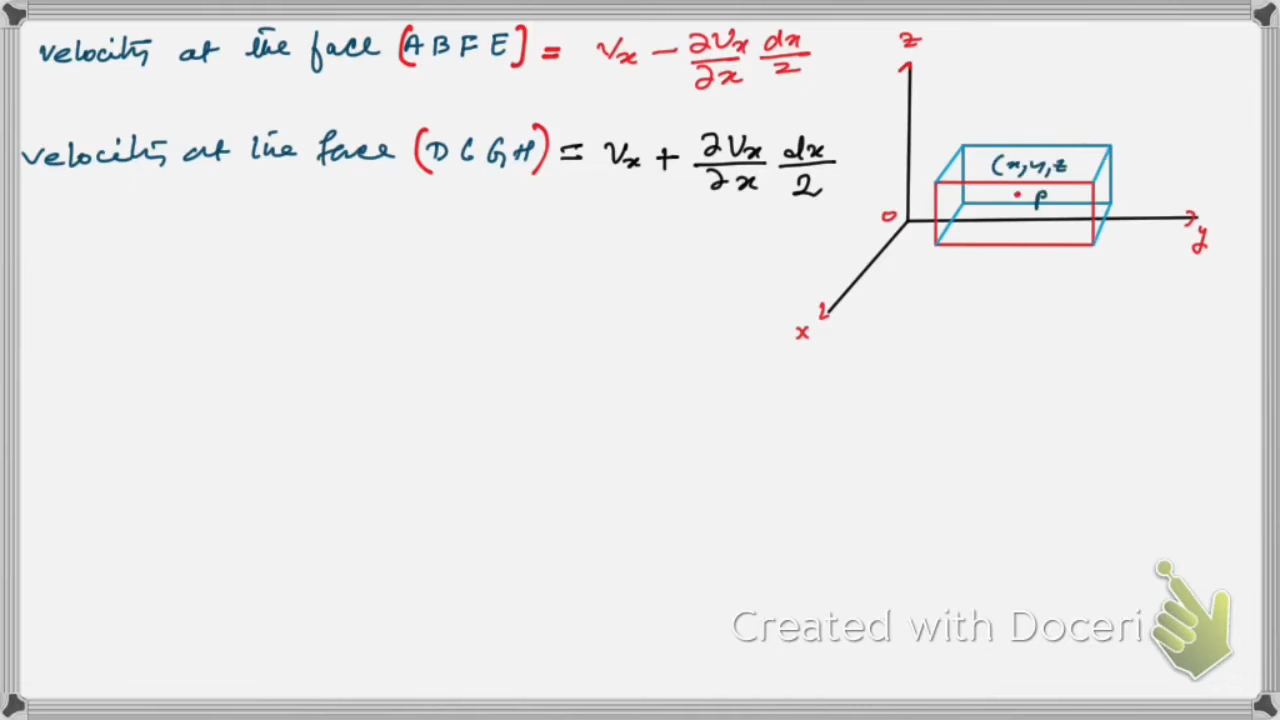 velocity at the face (A B F E) = Vx − ∂Vx/∂x dx/2
velocity at the face (D C G H) = Vx + ∂Vx/∂x dx/2
z
(x, y, z
P
O
y
x
Created with Doceri